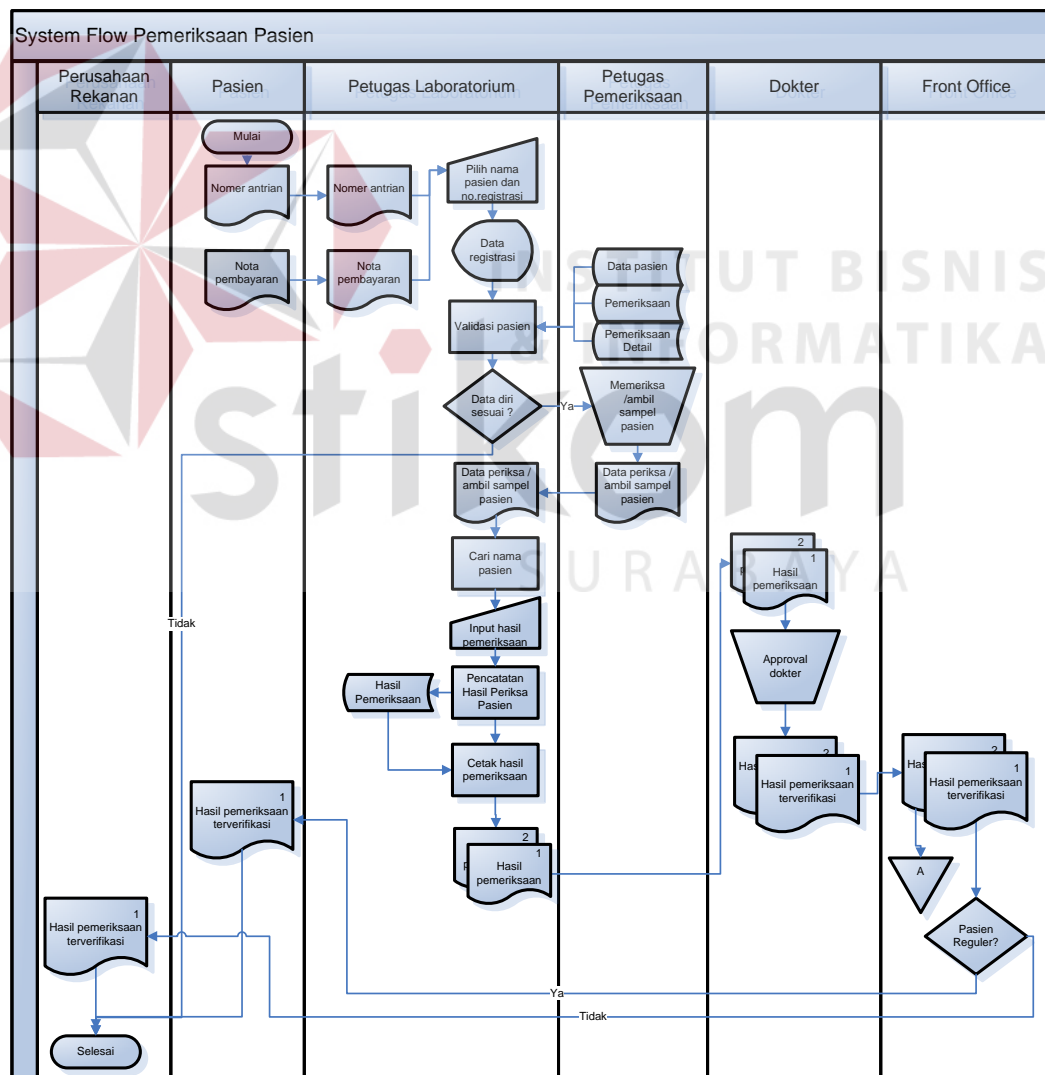 System Flow Pemeriksaan Pasien
Perusahaan
Rekanan
Pasien
Petugas Laboratorium
Petugas
Pemeriksaan
Dokter
Front Office
Mulai
Nomer antrian
Nomer antrian
Pilih nama
pasien dan
no.registrasi
Nota
pembayaran
Nota
pembayaran
Data
registrasi
Data pasien
Pemeriksaan
Pemeriksaan
Detail
Validasi pasien
Data diri
sesuai ?
Ya
Memeriksa
/ambil
sampel
pasien
Data periksa /
ambil sampel
pasien
Data periksa /
ambil sampel
pasien
Cari nama
pasien
Input hasil
pemeriksaan
Tidak
Hasil
Pemeriksaan
Pencatatan
Hasil Periksa
Pasien
Cetak hasil
pemeriksaan
2
1
Hasil
pemeriksaan
2
1
Hasil
pemeriksaan
Approval
dokter
2
Has
1
Hasil pemeriksaan
terverifikasi
2
Has
1
Hasil pemeriksaan
terverifikasi
A
Pasien
Reguler?
Ya
Tidak
1
Hasil pemeriksaan
terverifikasi
1
Hasil pemeriksaan
terverifikasi
Selesai
INSTITUT BISNIS
& INFORMATIKA
stikom
SURABAYA